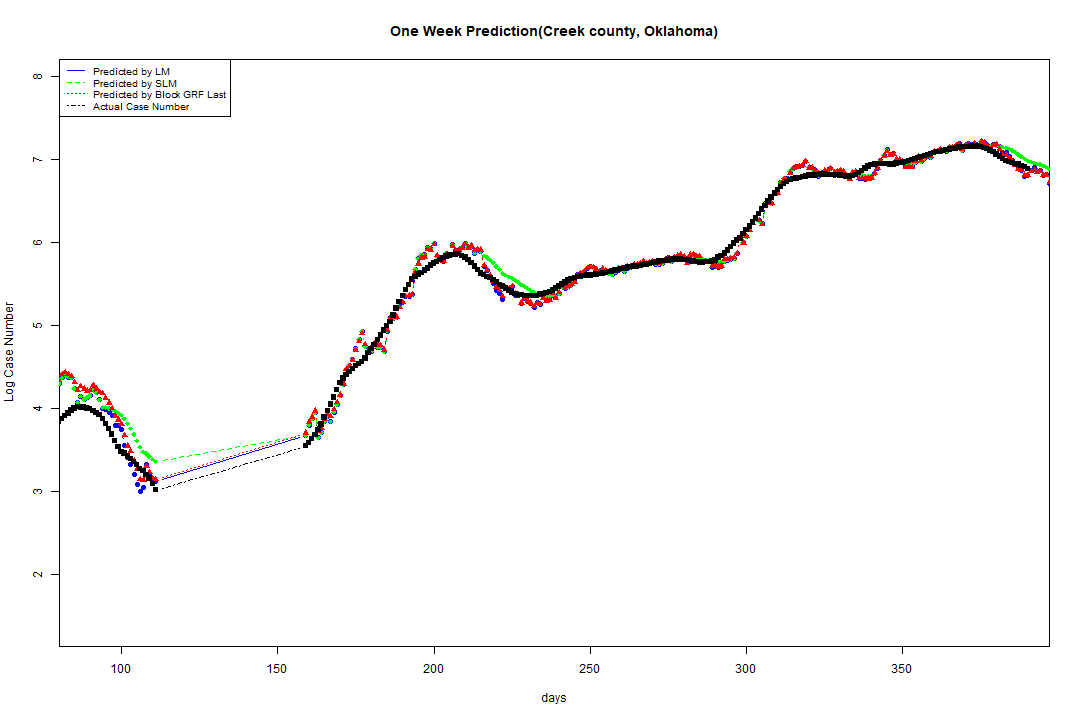 One Week Prediction(Creek county, Oklahoma)
Predicted by LM
Predicted by SLM
Predicted by Block GRF Last
Actual Case Number
8
7
6
5
4
3
2
Log Case Number
100 150 200 250 300 350
days